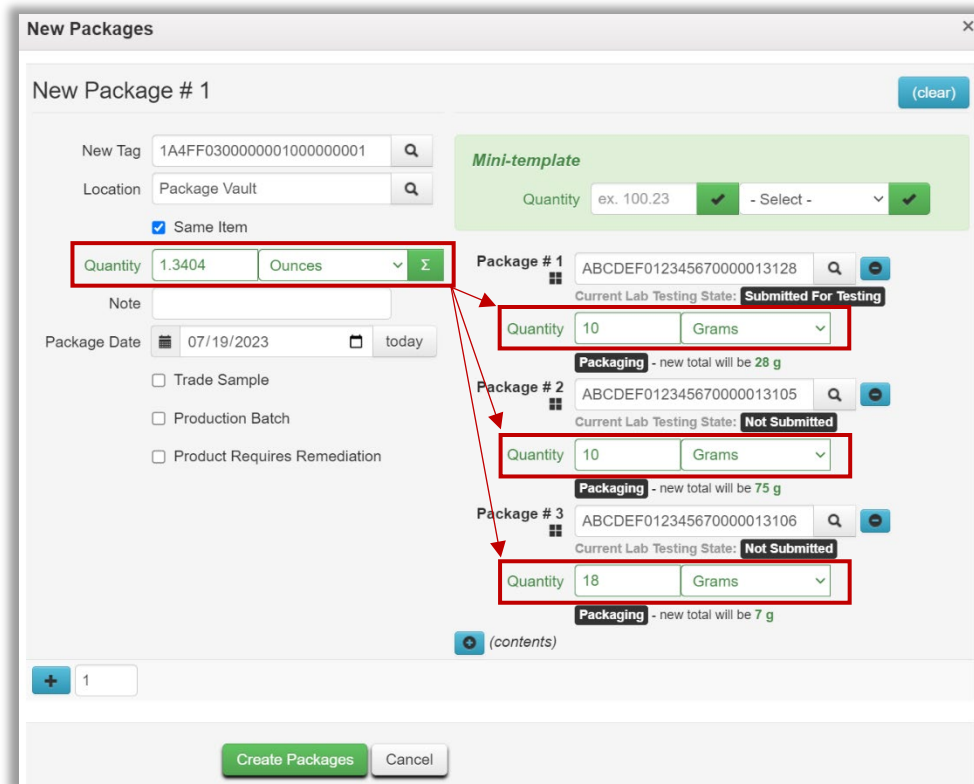 New Packages
×
New Package # 1
(clear)
New Tag 1A4FF0300000001000000001
Location Package Vault
Same Item
Quantity 1.3404 Ounces Σ
Note
Package Date 07/19/2023 today
Trade Sample
Production Batch
Product Requires Remediation
Mini-template
Quantity ex. 100.23 - Select -
Package # 1 ABCDEF012345670000013128
Current Lab Testing State: Submitted For Testing
Quantity 10 Grams
Packaging - new total will be 28 g
Package # 2 ABCDEF012345670000013105
Current Lab Testing State: Not Submitted
Quantity 10 Grams
Packaging - new total will be 75 g
Package # 3 ABCDEF012345670000013106
Current Lab Testing State: Not Submitted
Quantity 18 Grams
Packaging - new total will be 7 g
(contents)
1
Create Packages Cancel